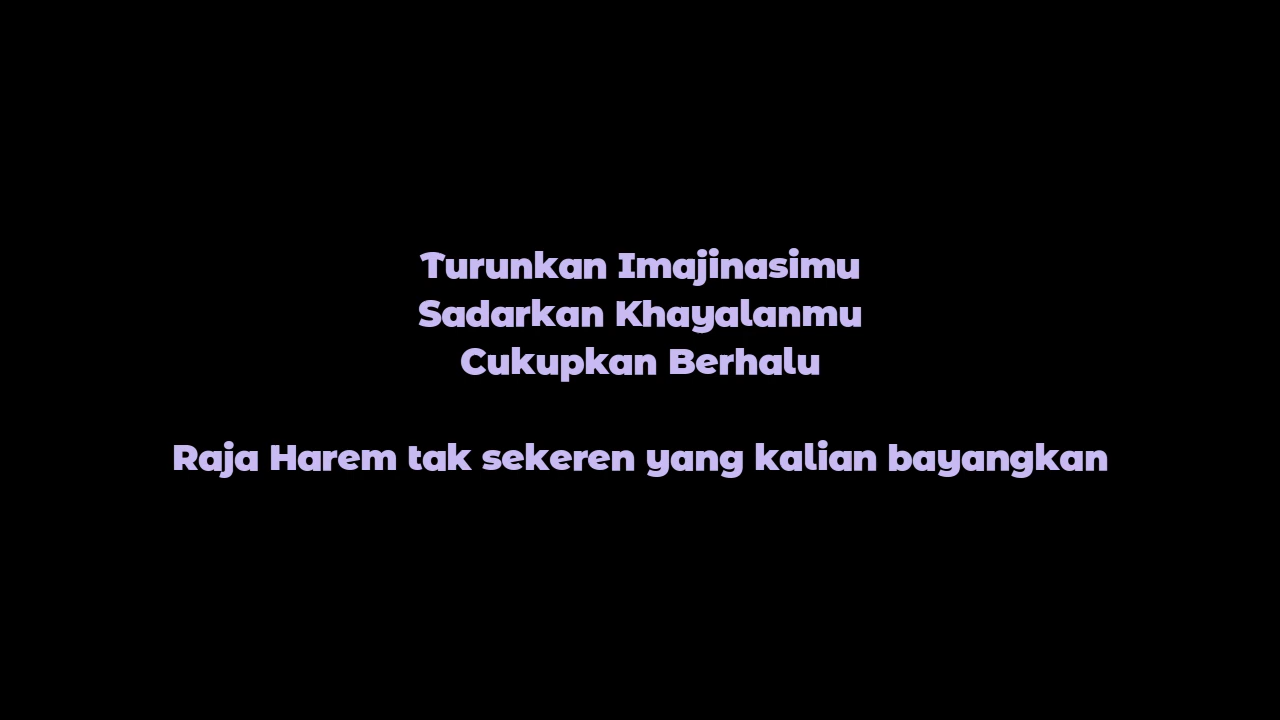 Turunkan Imajinasimu
Sadarkan Khayalanmu
Cukupkan Berhalu
Raja Harem tak sekeren yang kalian bayangkan